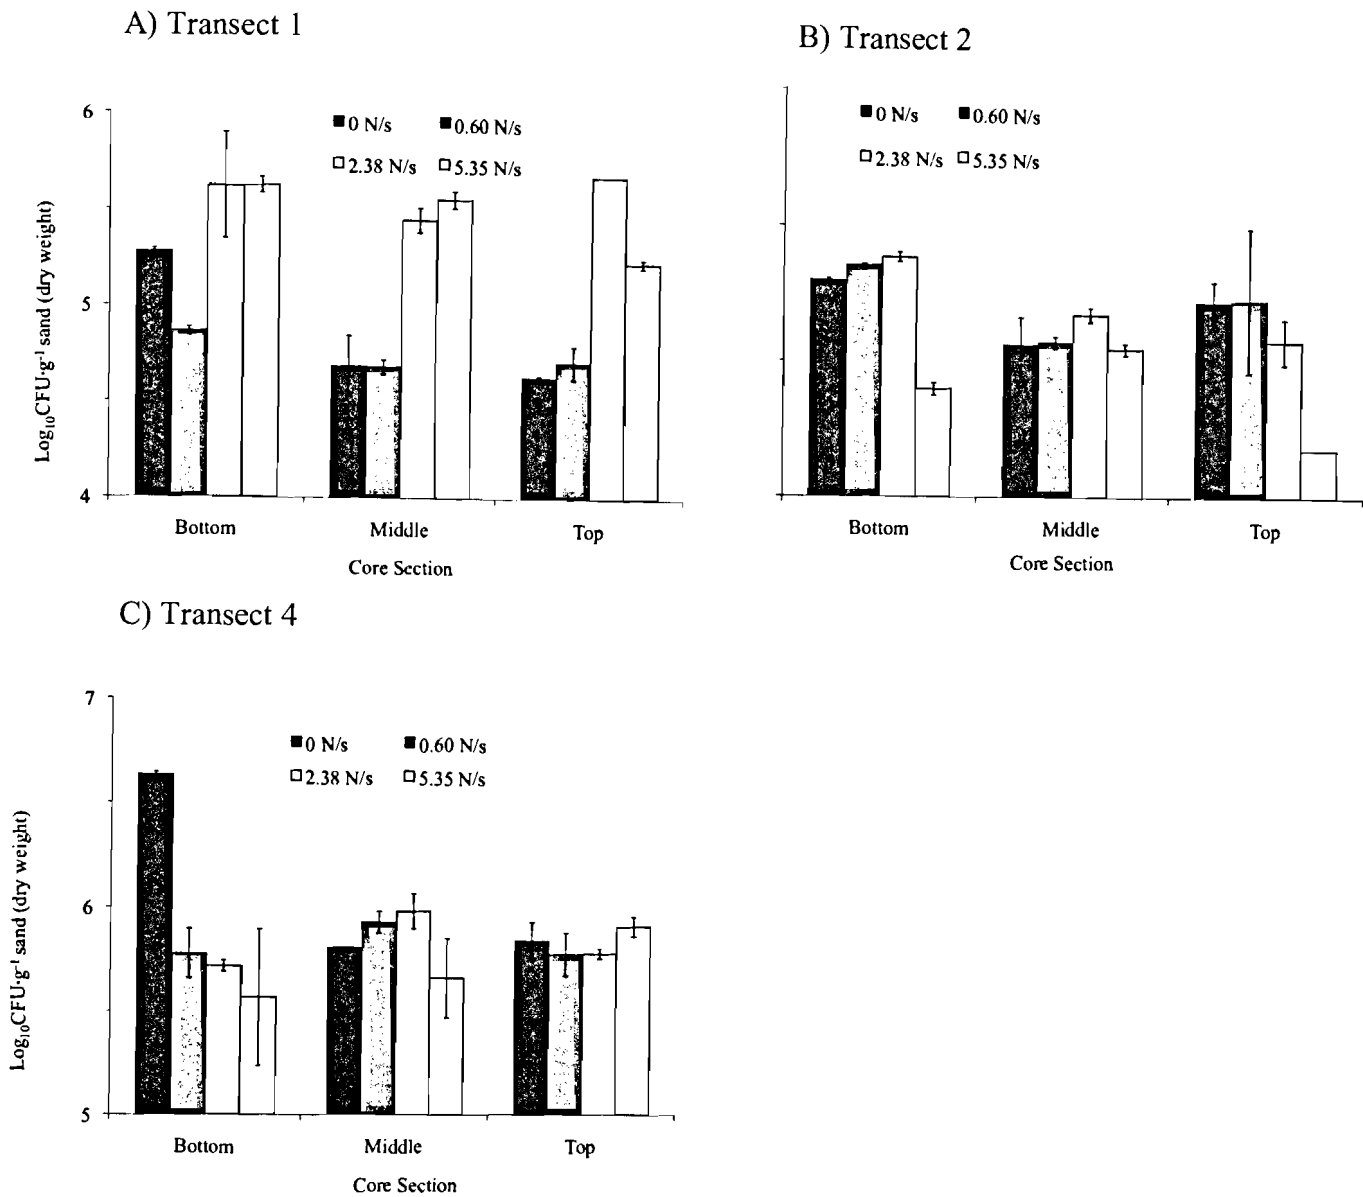 A) Transect 1
6
5
4
Log₁₀CFU·g⁻¹ sand (dry weight)
0 N/s 0.60 N/s
2.38 N/s 5.35 N/s
Bottom Middle Top
Core Section
B) Transect 2
0 N/s 0.60 N/s
2.38 N/s 5.35 N/s
Bottom Middle Top
Core Section
C) Transect 4
7
6
5
Log₁₀CFU·g⁻¹ sand (dry weight)
0 N/s 0.60 N/s
2.38 N/s 5.35 N/s
Bottom Middle Top
Core Section